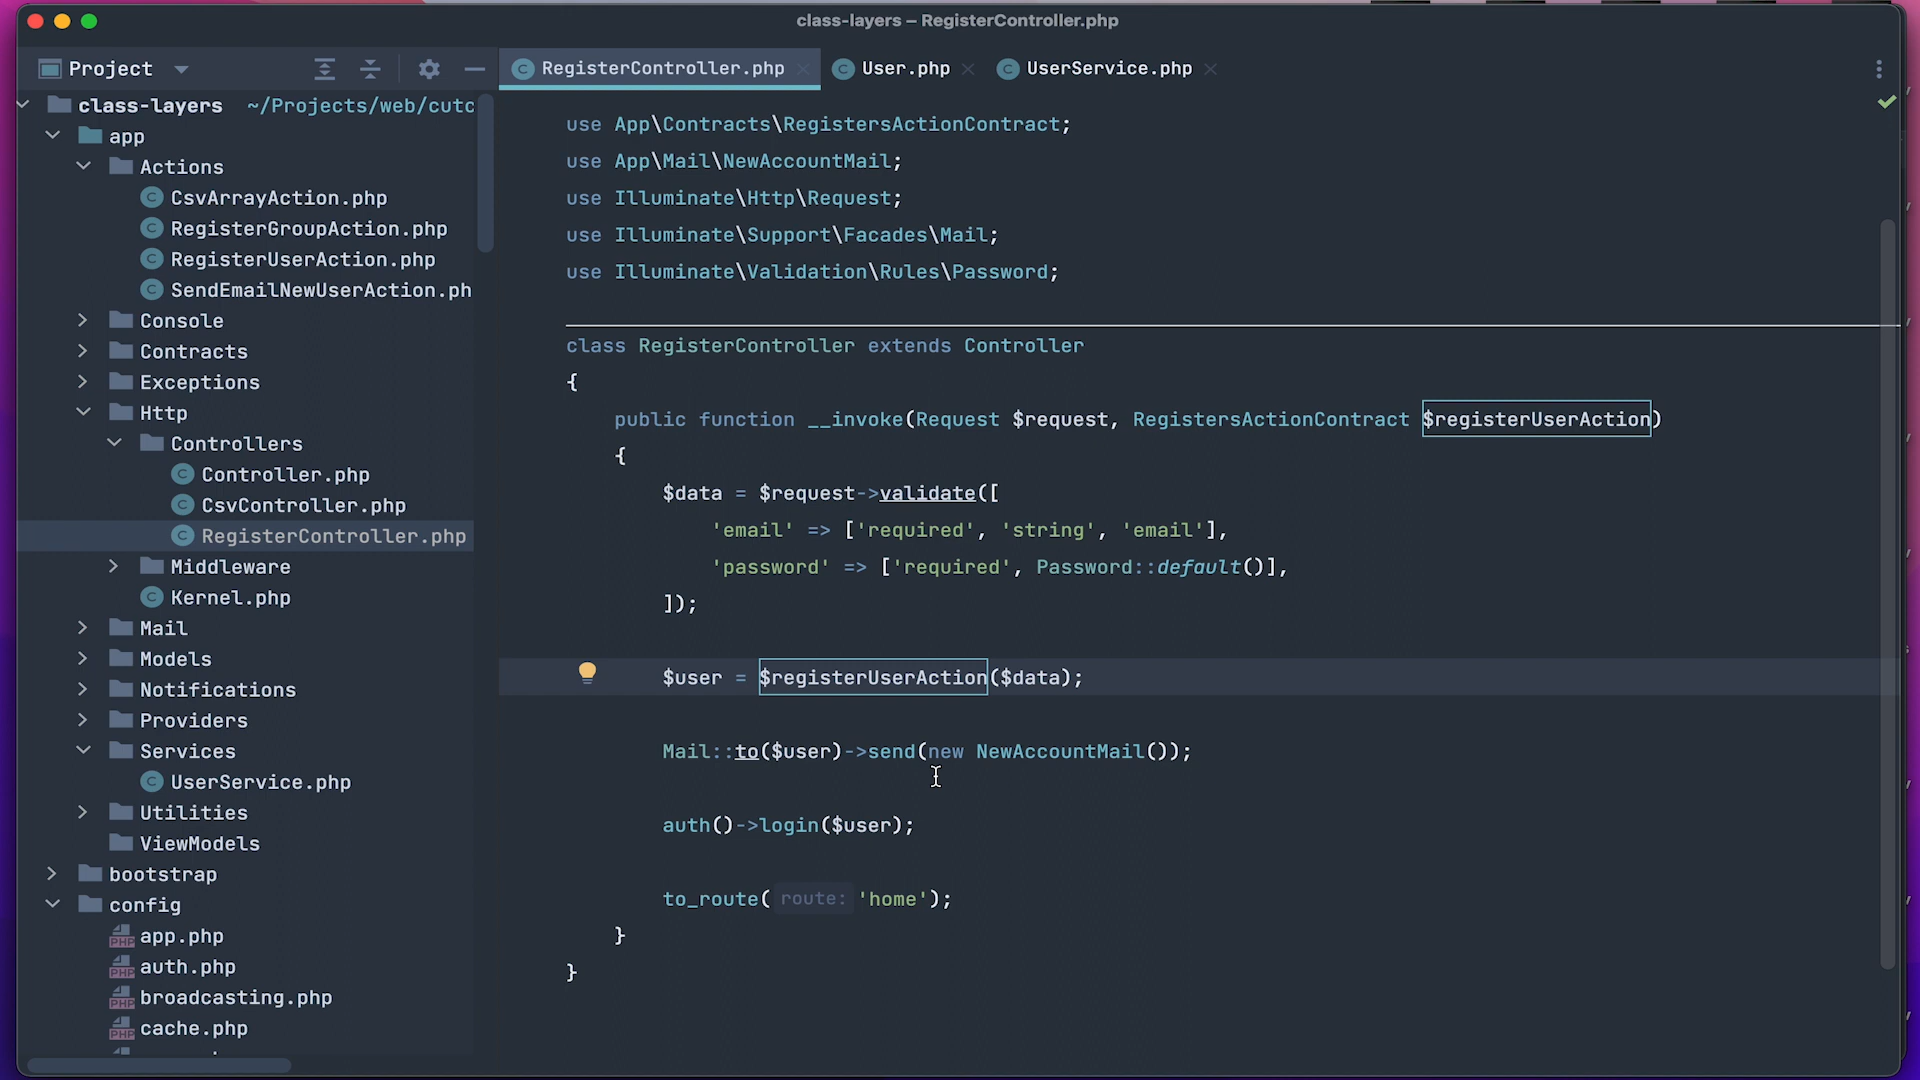 class-layers – RegisterController.php
Project
RegisterController.php
User.php
UserService.php
class-layers ~/Projects/web/cutc
app
Actions
CsvArrayAction.php
RegisterGroupAction.php
RegisterUserAction.php
SendEmailNewUserAction.ph
Console
Contracts
Exceptions
Http
Controllers
Controller.php
CsvController.php
RegisterController.php
Middleware
Kernel.php
Mail
Models
Notifications
Providers
Services
UserService.php
Utilities
ViewModels
bootstrap
config
app.php
auth.php
broadcasting.php
cache.php
use App\Contracts\RegistersActionContract;
use App\Mail\NewAccountMail;
use Illuminate\Http\Request;
use Illuminate\Support\Facades\Mail;
use Illuminate\Validation\Rules\Password;
class RegisterController extends Controller
{
public function __invoke(Request $request, RegistersActionContract $registerUserAction)
{
$data = $request->validate([
'email' => ['required', 'string', 'email'],
'password' => ['required', Password::default()],
]);
$user = $registerUserAction($data);
Mail::to($user)->send(new NewAccountMail());
auth()->login($user);
to_route( route: 'home');
}
}